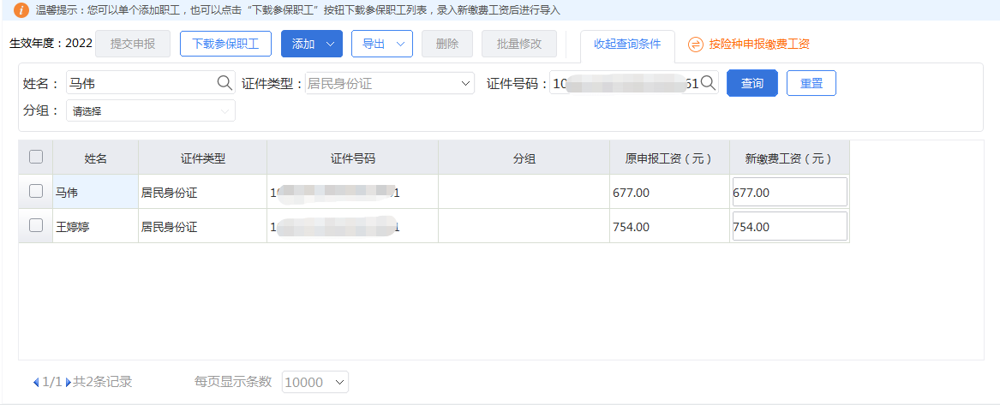 温馨提示：您可以单个添加职工，也可以点击“下载参保职工”按钮下载参保职工列表，录入新缴费工资后进行导入
生效年度：2022 提交申报 下载参保职工 添加 导出 删除 批量修改 收起查询条件 按险种申报缴费工资
姓名： 马伟 证件类型： 居民身份证 证件号码： 10 61 查询 重置
分组： 请选择
姓名 证件类型 证件号码 分组 原申报工资（元） 新缴费工资（元）
马伟 居民身份证 1 1 677.00 677.00
王婷婷 居民身份证 1 1 754.00 754.00
1/1 共2条记录 每页显示条数 10000